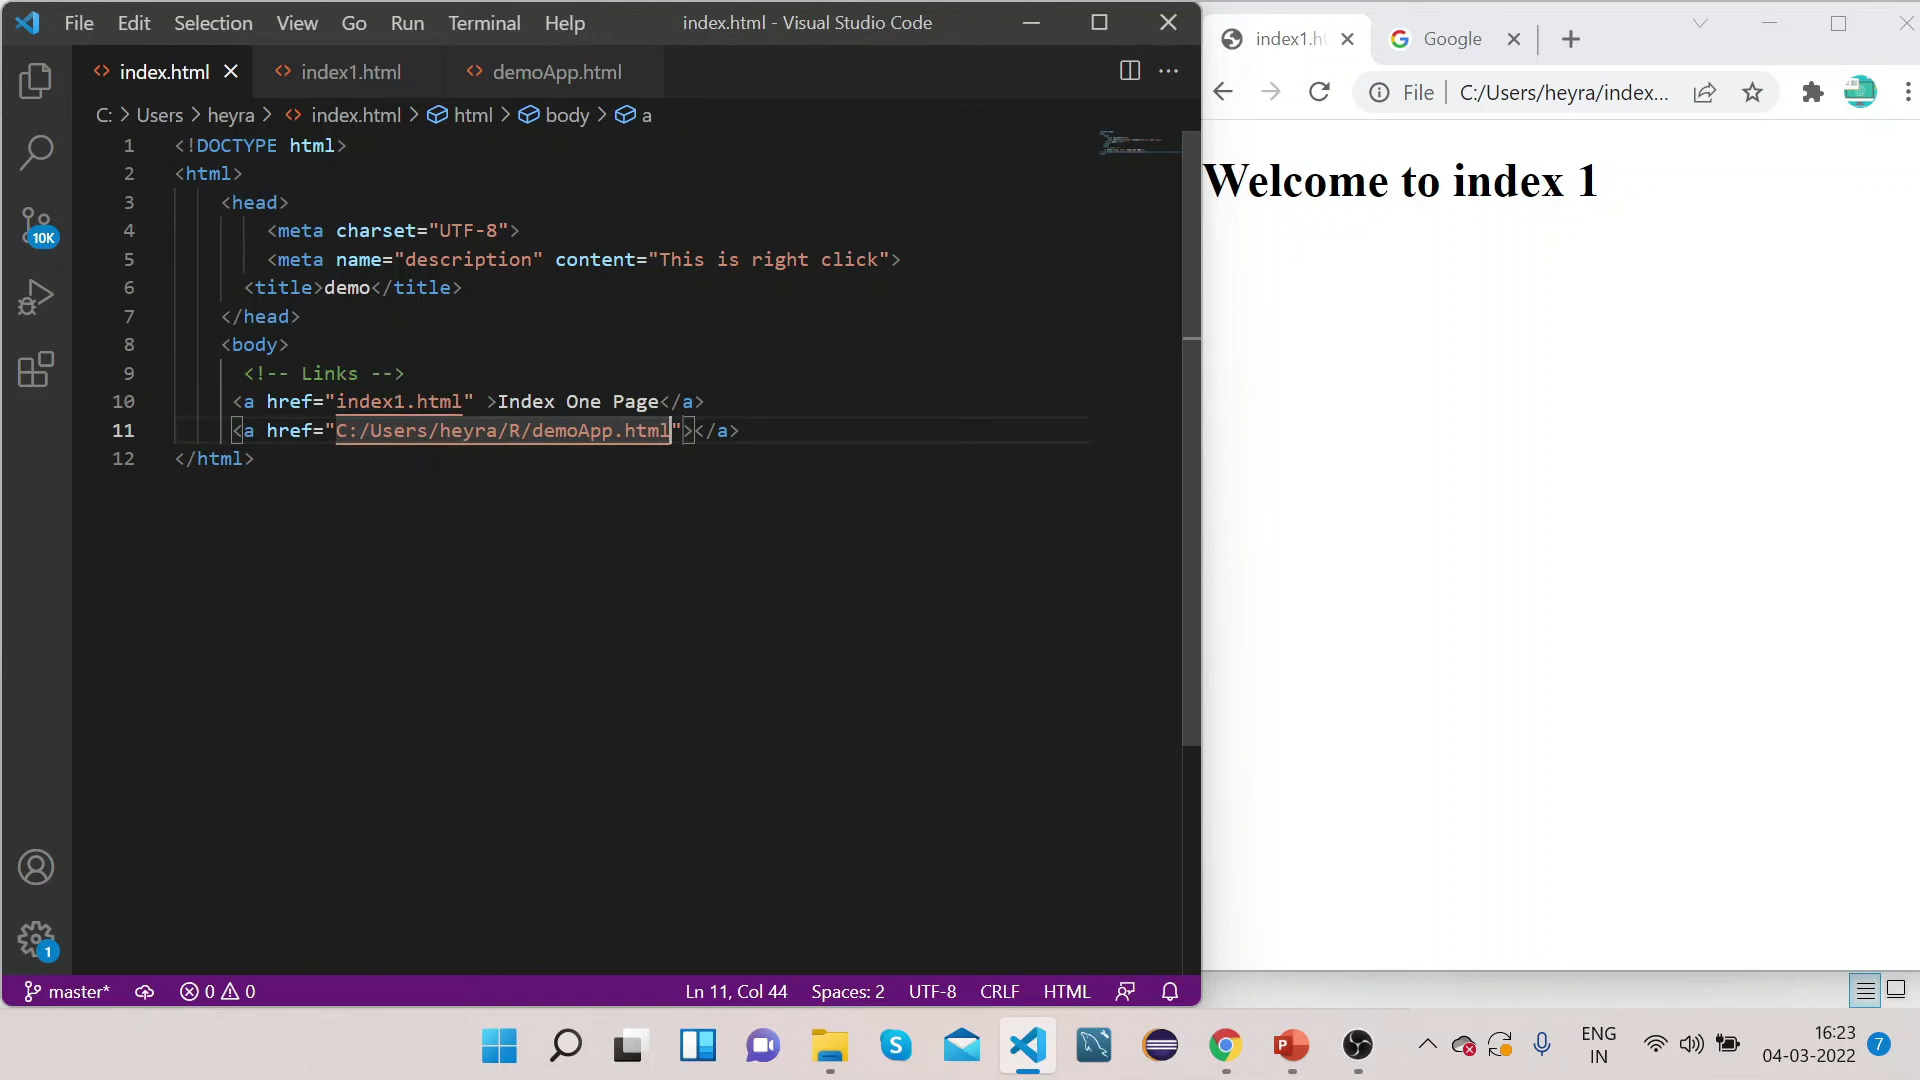 File Edit Selection View Go Run Terminal Help index.html - Visual Studio Code
index.html index1.html demoApp.html
C: > Users > heyra > index.html > html > body > a
1 <!DOCTYPE html>
2 <html>
3 <head>
4 <meta charset="UTF-8">
5 <meta name="description" content="This is right click">
6 <title>demo</title>
7 </head>
8 <body>
9 <!-- Links -->
10 <a href="index1.html" >Index One Page</a>
11 <a href="C:/Users/heyra/R/demoApp.html"></a>
12 </html>
10K
1
master* 0 0 Ln 11, Col 44 Spaces: 2 UTF-8 CRLF HTML
index1.h Google
File C:/Users/heyra/index...
Welcome to index 1
S
P
ENG
IN
16:23
04-03-2022
7